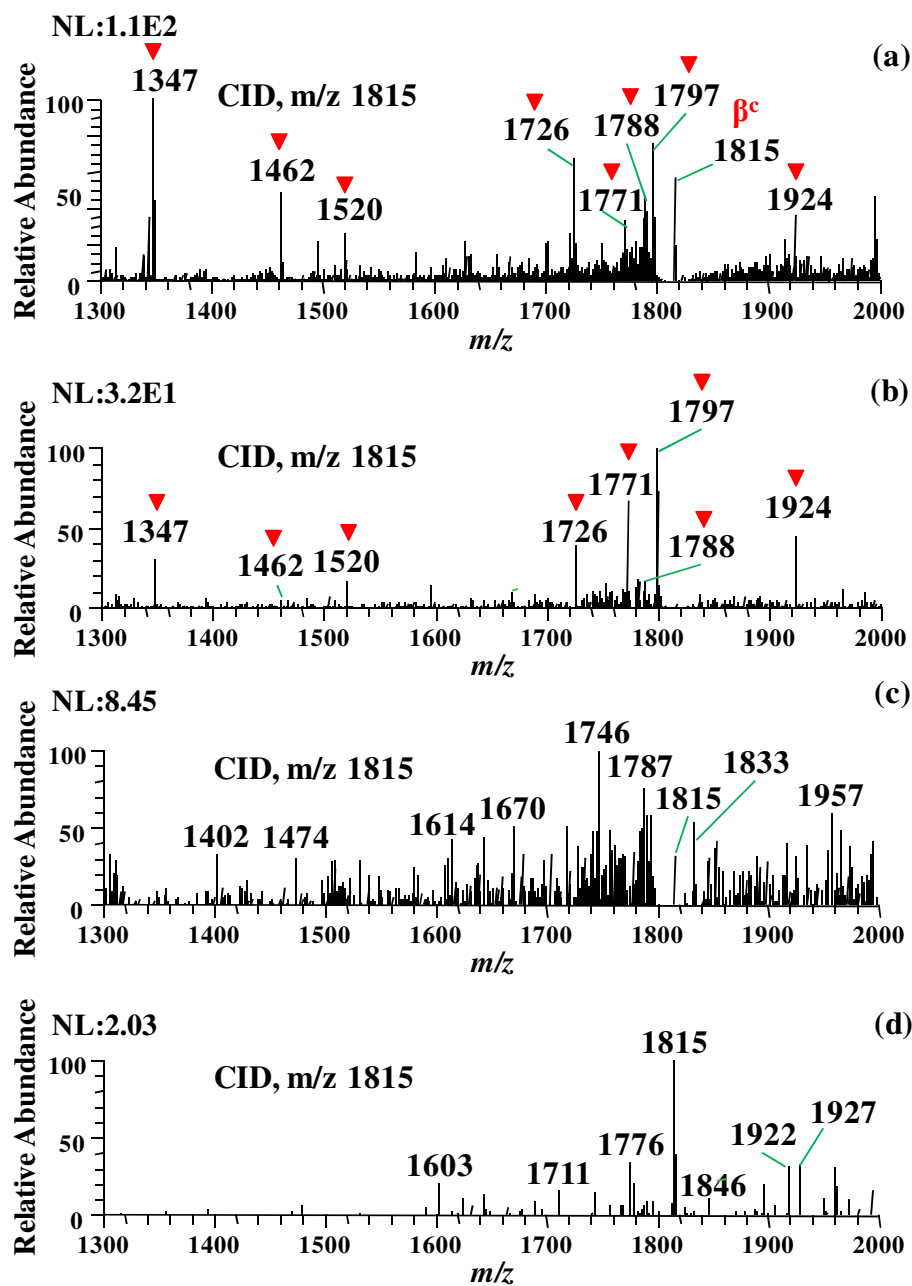 NL:1.1E2
(a)
1347
CID, m/z 1815
1797
βᶜ
1726
1788
1815
1462
1771
1924
1520
Relative Abundance
100
50
0
1300 1400 1500 1600 1700 1800 1900 2000
m/z
NL:3.2E1
(b)
1797
CID, m/z 1815
1771
1924
1347
1726
1788
1462
1520
Relative Abundance
100
50
0
1300 1400 1500 1600 1700 1800 1900 2000
m/z
NL:8.45
(c)
1746
CID, m/z 1815
1787
1833
1815
1957
1614
1670
1402
1474
Relative Abundance
100
50
0
1300 1400 1500 1600 1700 1800 1900 2000
m/z
NL:2.03
(d)
1815
CID, m/z 1815
1927
1922
1776
1603
1711
1846
Relative Abundance
100
50
0
1300 1400 1500 1600 1700 1800 1900 2000
m/z